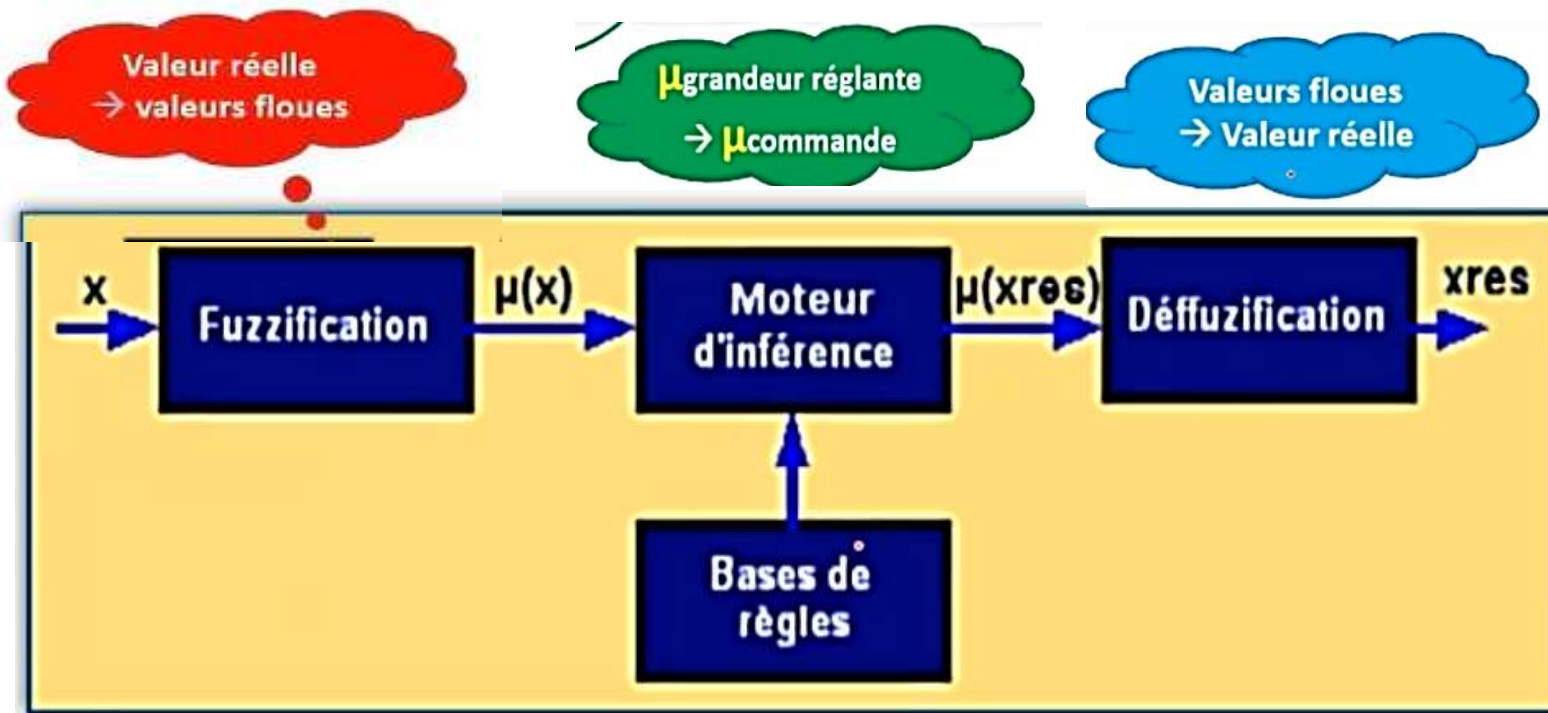 Valeur réelle
→ valeurs floues
μgrandeur réglante
→ μcommande
Valeurs floues
→ Valeur réelle
x
Fuzzification
μ(x)
Moteur
d'inférence
μ(xres)
Déffuzification
xres
Bases de
règles